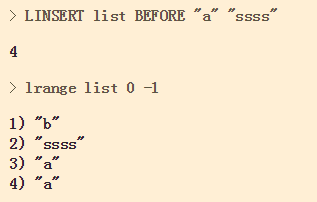 > LINSERT list BEFORE "a" "ssss"
4
> lrange list 0 -1
1) "b"
2) "ssss"
3) "a"
4) "a"